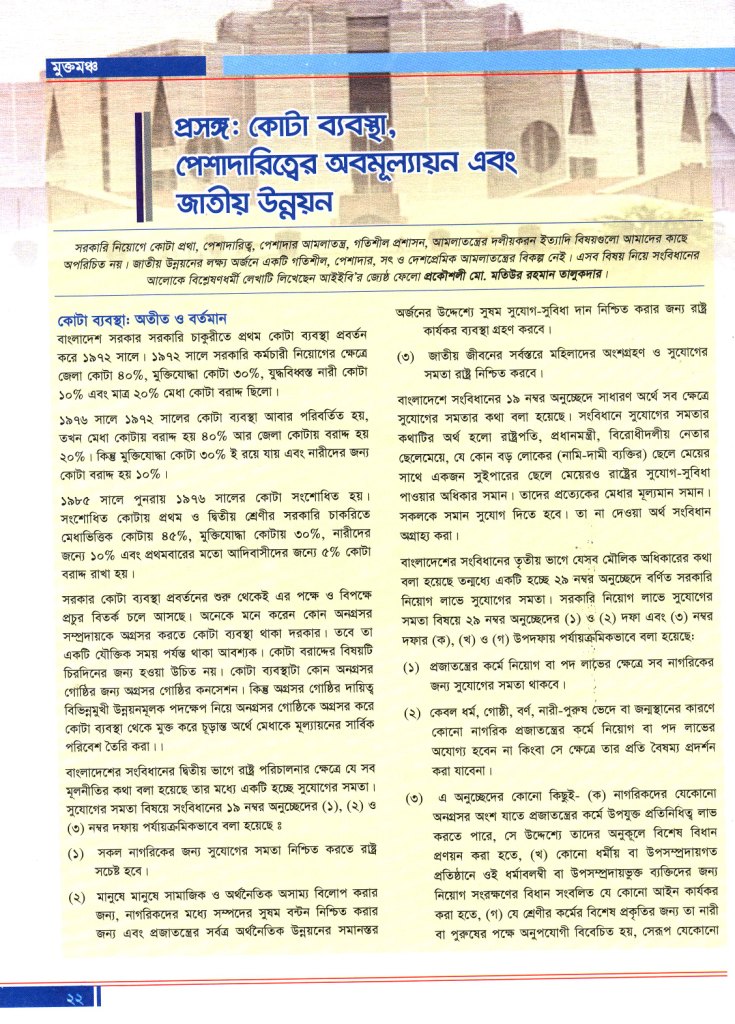 মুক্তমঞ্চ
প্রসঙ্গ: কোটা ব্যবস্থা,
পেশাদারিত্বের অবমূল্যায়ন এবং
জাতীয় উন্নয়ন
সরকারি নিয়োগে কোটা প্রথা, পেশাদারিত্ব, পেশাদার আমলাতন্ত্র, গতিশীল প্রশাসন, আমলাতন্ত্রের দলীয়করন ইত্যাদি বিষয়গুলো আমাদের কাছে
অপরিচিত নয়। জাতীয় উন্নয়নের লক্ষ্য অর্জনে একটি গতিশীল, পেশাদার, সৎ ও দেশপ্রেমিক আমলাতন্ত্রের বিকল্প নেই। এসব বিষয় নিয়ে সংবিধানের
আলোকে বিশ্লেষণধর্মী লেখাটি লিখেছেন আইইবি'র জ্যেষ্ঠ ফেলো প্রকৌশলী মো. মতিউর রহমান তালুকদার।
কোটা ব্যবস্থা: অতীত ও বর্তমান
বাংলাদেশ সরকার সরকারি চাকুরীতে প্রথম কোটা ব্যবস্থা প্রবর্তন
করে ১৯৭২ সালে। ১৯৭২ সালে সরকারি কর্মচারী নিয়োগের ক্ষেত্রে
জেলা কোটা ৪০%, মুক্তিযোদ্ধা কোটা ৩০%, যুদ্ধবিধ্বস্ত নারী কোটা
১০% এবং মাত্র ২০% মেধা কোটা বরাদ্দ ছিলো।
১৯৭৬ সালে ১৯৭২ সালের কোটা ব্যবস্থা আবার পরিবর্তিত হয়,
তখন মেধা কোটায় বরাদ্দ হয় ৪০% আর জেলা কোটায় বরাদ্দ হয়
২০%। কিন্তু মুক্তিযোদ্ধা কোটা ৩০% ই রয়ে যায় এবং নারীদের জন্য
কোটা বরাদ্দ হয় ১০%।
১৯৮৫ সালে পুনরায় ১৯৭৬ সালের কোটা সংশোধিত হয়।
সংশোধিত কোটায় প্রথম ও দ্বিতীয় শ্রেণীর সরকারি চাকরিতে
মেধাভিত্তিক কোটায় ৪৫%, মুক্তিযোদ্ধা কোটায় ৩০%, নারীদের
জন্যে ১০% এবং প্রথমবারের মতো আদিবাসীদের জন্যে ৫% কোটা
বরাদ্দ রাখা হয়।
সরকার কোটা ব্যবস্থা প্রবর্তনের শুরু থেকেই এর পক্ষে ও বিপক্ষে
প্রচুর বিতর্ক চলে আসছে। অনেকে মনে করেন কোন অনগ্রসর
সম্প্রদায়কে অগ্রসর করতে কোটা ব্যবস্থা থাকা দরকার। তবে তা
একটি যৌক্তিক সময় পর্যন্ত থাকা আবশ্যক। কোটা বরাদ্দের বিষয়টি
চিরদিনের জন্য হওয়া উচিত নয়। কোটা ব্যবস্থাটা কোন অনগ্রসর
গোষ্ঠির জন্য অগ্রসর গোষ্ঠির কনসেশন। কিন্তু অগ্রসর গোষ্ঠির দায়িত্ব
বিভিন্নমুখী উন্নয়নমূলক পদক্ষেপ নিয়ে অনগ্রসর গোষ্ঠিকে অগ্রসর করে
কোটা ব্যবস্থা থেকে মুক্ত করে চূড়ান্ত অর্থে মেধাকে মূল্যায়নের সার্বিক
পরিবেশ তৈরি করা।।
বাংলাদেশের সংবিধানের দ্বিতীয় ভাগে রাষ্ট্র পরিচালনার ক্ষেত্রে যে সব
মূলনীতির কথা বলা হয়েছে তার মধ্যে একটি হচ্ছে সুযোগের সমতা।
সুযোগের সমতা বিষয়ে সংবিধানের ১৯ নম্বর অনুচ্ছেদের (১), (২) ও
(৩) নম্বর দফায় পর্যায়ক্রমিকভাবে বলা হয়েছে ঃ
(১) সকল নাগরিকের জন্য সুযোগের সমতা নিশ্চিত করতে রাষ্ট্র
সচেষ্ট হবে।
(২) মানুষে মানুষে সামাজিক ও অর্থনৈতিক অসাম্য বিলোপ করার
জন্য, নাগরিকদের মধ্যে সম্পদের সুষম বন্টন নিশ্চিত করার
জন্য এবং প্রজাতন্ত্রের সর্বত্র অর্থনৈতিক উন্নয়নের সমানস্তর
অর্জনের উদ্দেশ্যে সুষম সুযোগ-সুবিধা দান নিশ্চিত করার জন্য রাষ্ট্র
কার্যকর ব্যবস্থা গ্রহণ করবে।
(৩) জাতীয় জীবনের সর্বস্তরে মহিলাদের অংশগ্রহণ ও সুযোগের
সমতা রাষ্ট্র নিশ্চিত করবে।
বাংলাদেশে সংবিধানের ১৯ নম্বর অনুচ্ছেদে সাধারণ অর্থে সব ক্ষেত্রে
সুযোগের সমতার কথা বলা হয়েছে। সংবিধানে সুযোগের সমতার
কথাটির অর্থ হলো রাষ্ট্রপতি, প্রধানমন্ত্রী, বিরোধীদলীয় নেতার
ছেলেমেয়ে, যে কোন বড় লোকের (নামি-দামী ব্যক্তির) ছেলে মেয়ের
সাথে একজন সুইপারের ছেলে মেয়েরও রাষ্ট্রের সুযোগ-সুবিধা
পাওয়ার অধিকার সমান। তাদের প্রত্যেকের মেধার মূল্যমান সমান।
সকলকে সমান সুযোগ দিতে হবে। তা না দেওয়া অর্থ সংবিধান
অগ্রাহ্য করা।
বাংলাদেশের সংবিধানের তৃতীয় ভাগে যেসব মৌলিক অধিকারের কথা
বলা হয়েছে তন্মধ্যে একটি হচ্ছে ২৯ নম্বর অনুচ্ছেদে বর্ণিত সরকারি
নিয়োগ লাভে সুযোগের সমতা। সরকারি নিয়োগ লাভে সুযোগের
সমতা বিষয়ে ২৯ নম্বর অনুচ্ছেদের (১) ও (২) দফা এবং (৩) নম্বর
দফার (ক), (খ) ও (গ) উপদফায় পর্যায়ক্রমিকভাবে বলা হয়েছে:
(১) প্রজাতন্ত্রের কর্মে নিয়োগ বা পদ লাভের ক্ষেত্রে সব নাগরিকের
জন্য সুযোগের সমতা থাকবে।
(২) কেবল ধর্ম, গোষ্ঠী, বর্ণ, নারী-পুরুষ ভেদে বা জন্মস্থানের কারণে
কোনো নাগরিক প্রজাতন্ত্রের কর্মে নিয়োগ বা পদ লাভের
অযোগ্য হবেন না কিংবা সে ক্ষেত্রে তার প্রতি বৈষম্য প্রদর্শন
করা যাবেনা।
(৩) এ অনুচ্ছেদের কোনো কিছুই- (ক) নাগরিকদের যেকোনো
অনগ্রসর অংশ যাতে প্রজাতন্ত্রের কর্মে উপযুক্ত প্রতিনিধিত্ব লাভ
করতে পারে, সে উদ্দেশ্যে তাদের অনুকূলে বিশেষ বিধান
প্রণয়ন করা হতে, (খ) কোনো ধর্মীয় বা উপসম্প্রদায়গত
প্রতিষ্ঠানে ওই ধর্মাবলম্বী বা উপসম্প্রদায়ভুক্ত ব্যক্তিদের জন্য
নিয়োগ সংরক্ষণের বিধান সংবলিত যে কোনো আইন কার্যকর
করা হতে, (গ) যে শ্রেণীর কর্মের বিশেষ প্রকৃতির জন্য তা নারী
বা পুরুষের পক্ষে অনুপযোগী বিবেচিত হয়, সেরূপ যেকোনো
২২